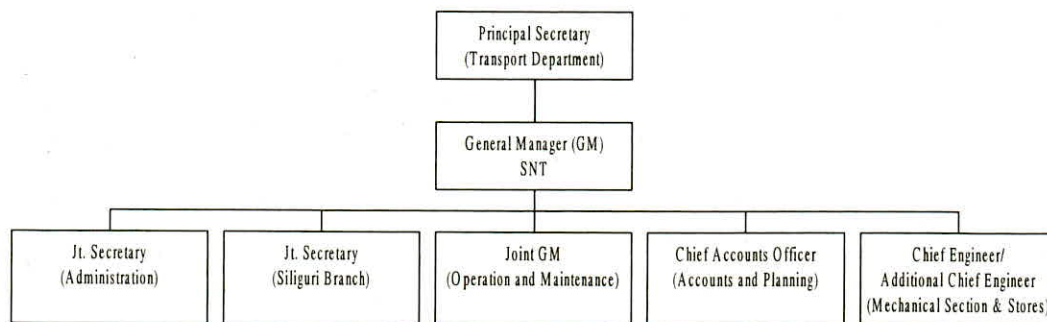 Principal Secretary
(Transport Department)
General Manager (GM)
SNT
Jt. Secretary
(Administration)
Jt. Secretary
(Siliguri Branch)
Joint GM
(Operation and Maintenance)
Chief Accounts Officer
(Accounts and Planning)
Chief Engineer/
Additional Chief Engineer
(Mechanical Section & Stores)